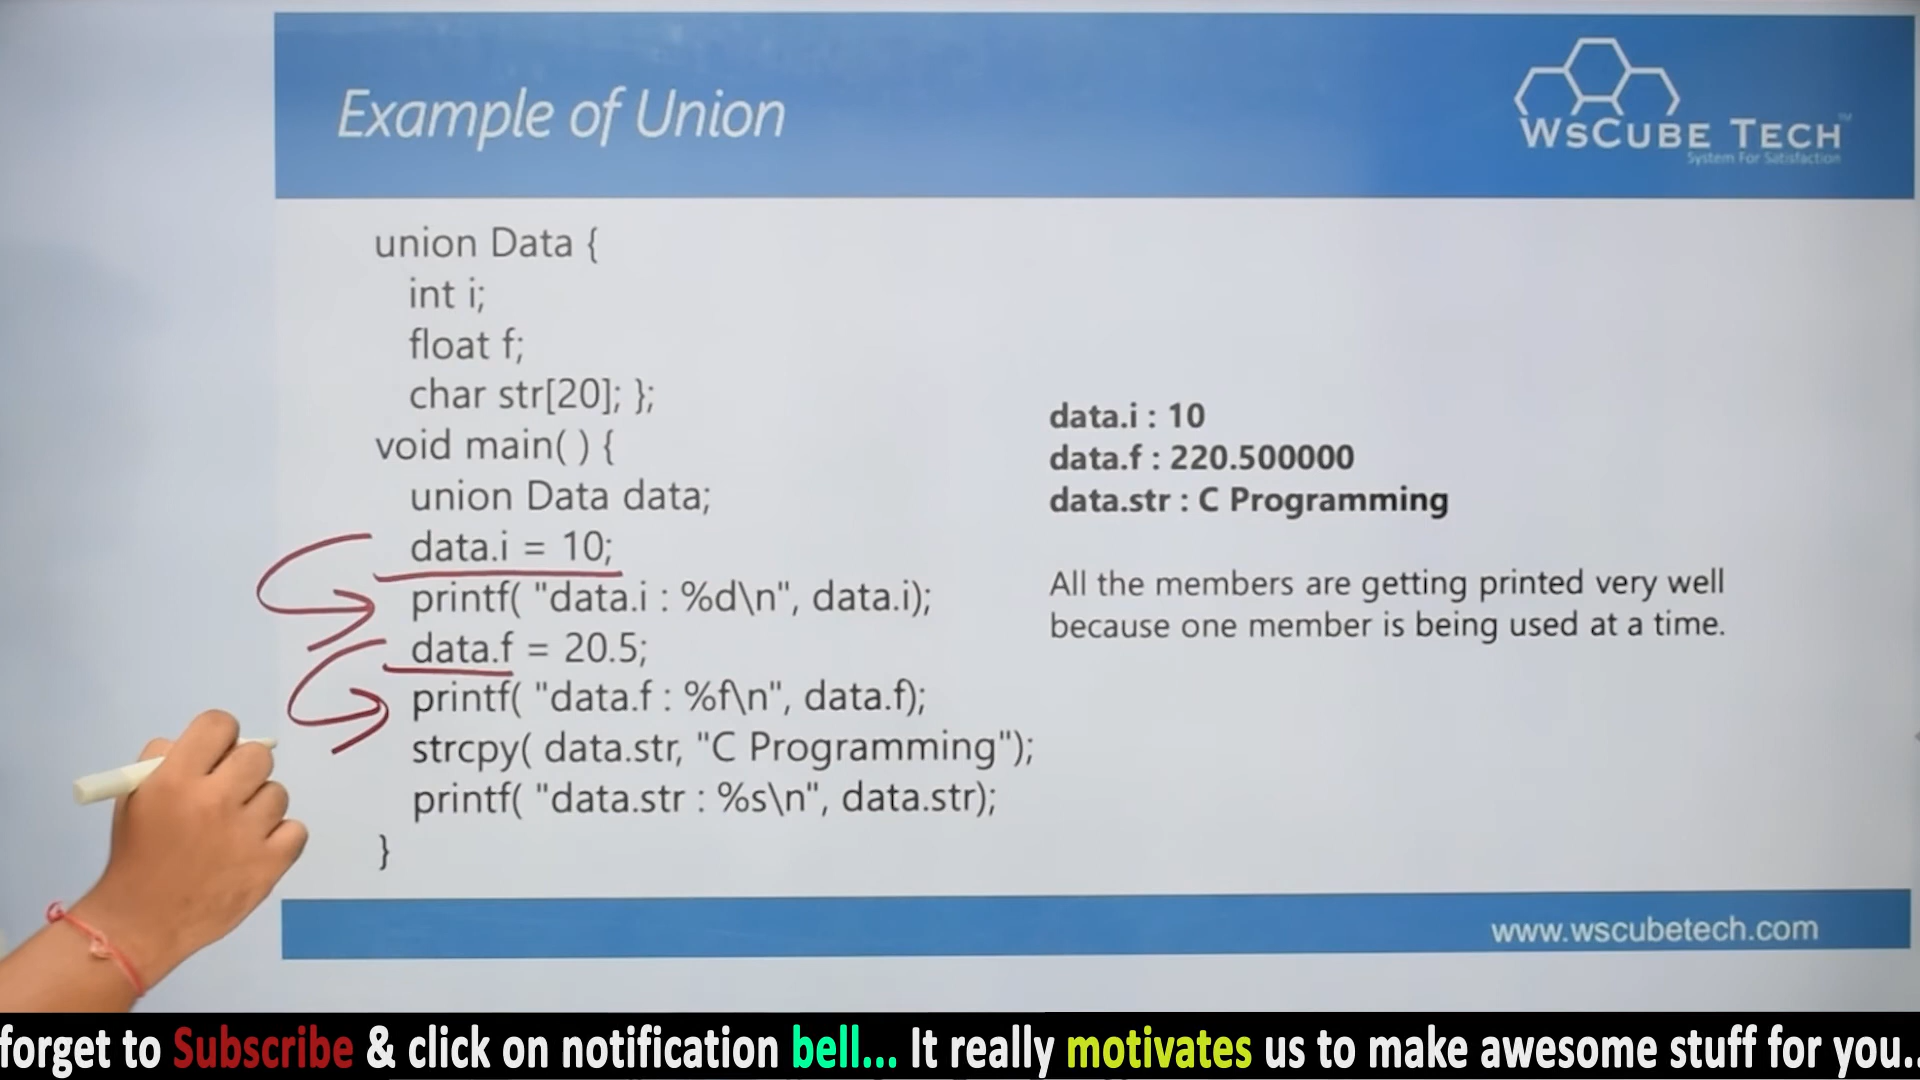 Example of Union
WSCUBE TECH
TM
System For Satisfaction
union Data {
int i;
float f;
char str[20]; };
void main( ) {
union Data data;
data.i = 10;
printf( "data.i : %d\n", data.i);
data.f = 20.5;
printf( "data.f : %f\n", data.f);
strcpy( data.str, "C Programming");
printf( "data.str : %s\n", data.str);
}
data.i : 10
data.f : 220.500000
data.str : C Programming
All the members are getting printed very well
because one member is being used at a time.
www.wscubetech.com
forget to Subscribe & click on notification bell... It really motivates us to make awesome stuff for you..